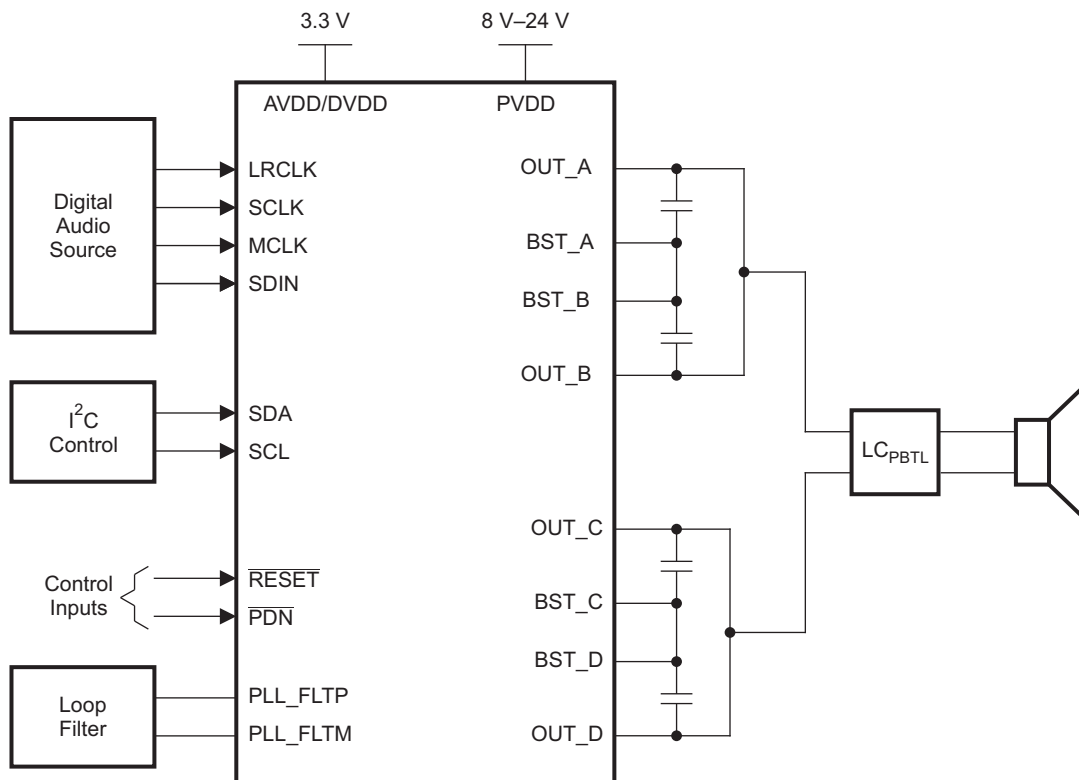 3.3 V
8 V–24 V
AVDD/DVDD
PVDD
Digital
Audio
Source
LRCLK
SCLK
MCLK
SDIN
OUT_A
BST_A
BST_B
OUT_B
I²C
Control
SDA
SCL
LC_PBTL
Control
Inputs
RESET
PDN
OUT_C
BST_C
BST_D
OUT_D
Loop
Filter
PLL_FLTP
PLL_FLTM